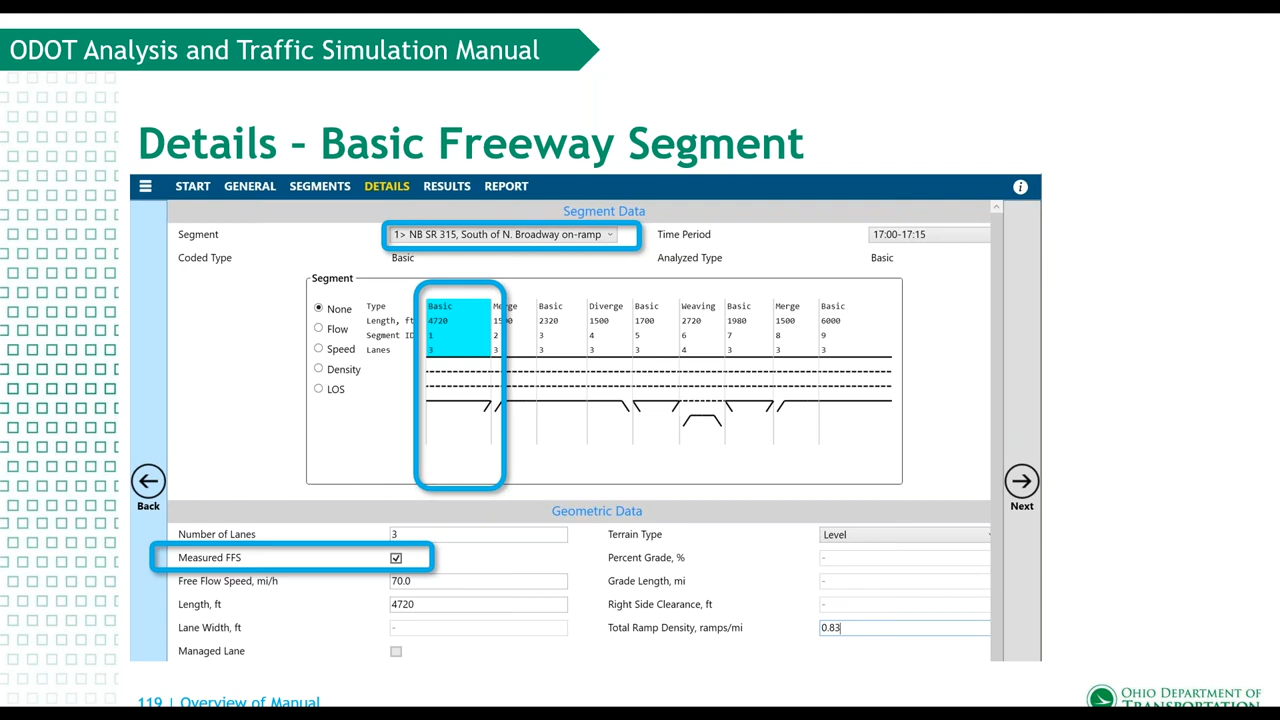 ODOT Analysis and Traffic Simulation Manual
Details – Basic Freeway Segment
START GENERAL SEGMENTS DETAILS RESULTS REPORT
Segment Data
Segment 1> NB SR 315, South of N. Broadway on-ramp Time Period 17:00-17:15
Coded Type Basic Analyzed Type Basic
Segment
None Type Basic Merge Basic Diverge Basic Weaving Basic Merge Basic
Length, ft 4720 1500 2320 1500 1700 2720 1980 1500 6000
Flow Segment ID 1 2 3 4 5 6 7 8 9
Speed Lanes 3 3 3 3 3 4 3 3 3
Density
LOS
Back
Next
Geometric Data
Number of Lanes 3 Terrain Type Level
Measured FFS Percent Grade, % -
Free Flow Speed, mi/h 70.0 Grade Length, mi -
Length, ft 4720 Right Side Clearance, ft -
Lane Width, ft - Total Ramp Density, ramps/mi 0.83
Managed Lane
119 | Overview of Manual
OHIO DEPARTMENT OF
TRANSPORTATION